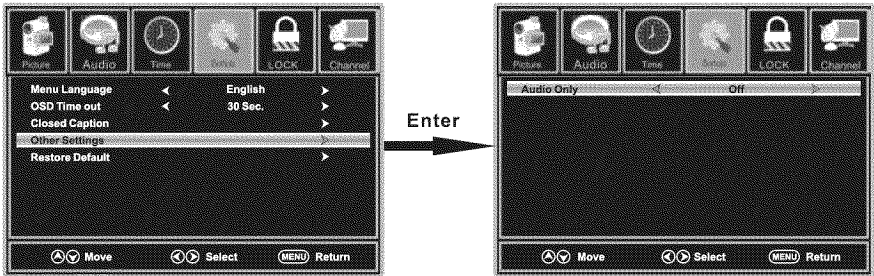 Picture Audio Time Setup LOCK Channel
Menu Language English
OSD Time out 30 Sec.
Closed Caption
Other Settings
Restore Default
Move Select MENU Return
Enter
Picture Audio Time Setup LOCK Channel
Audio Only Off
Move Select MENU Return